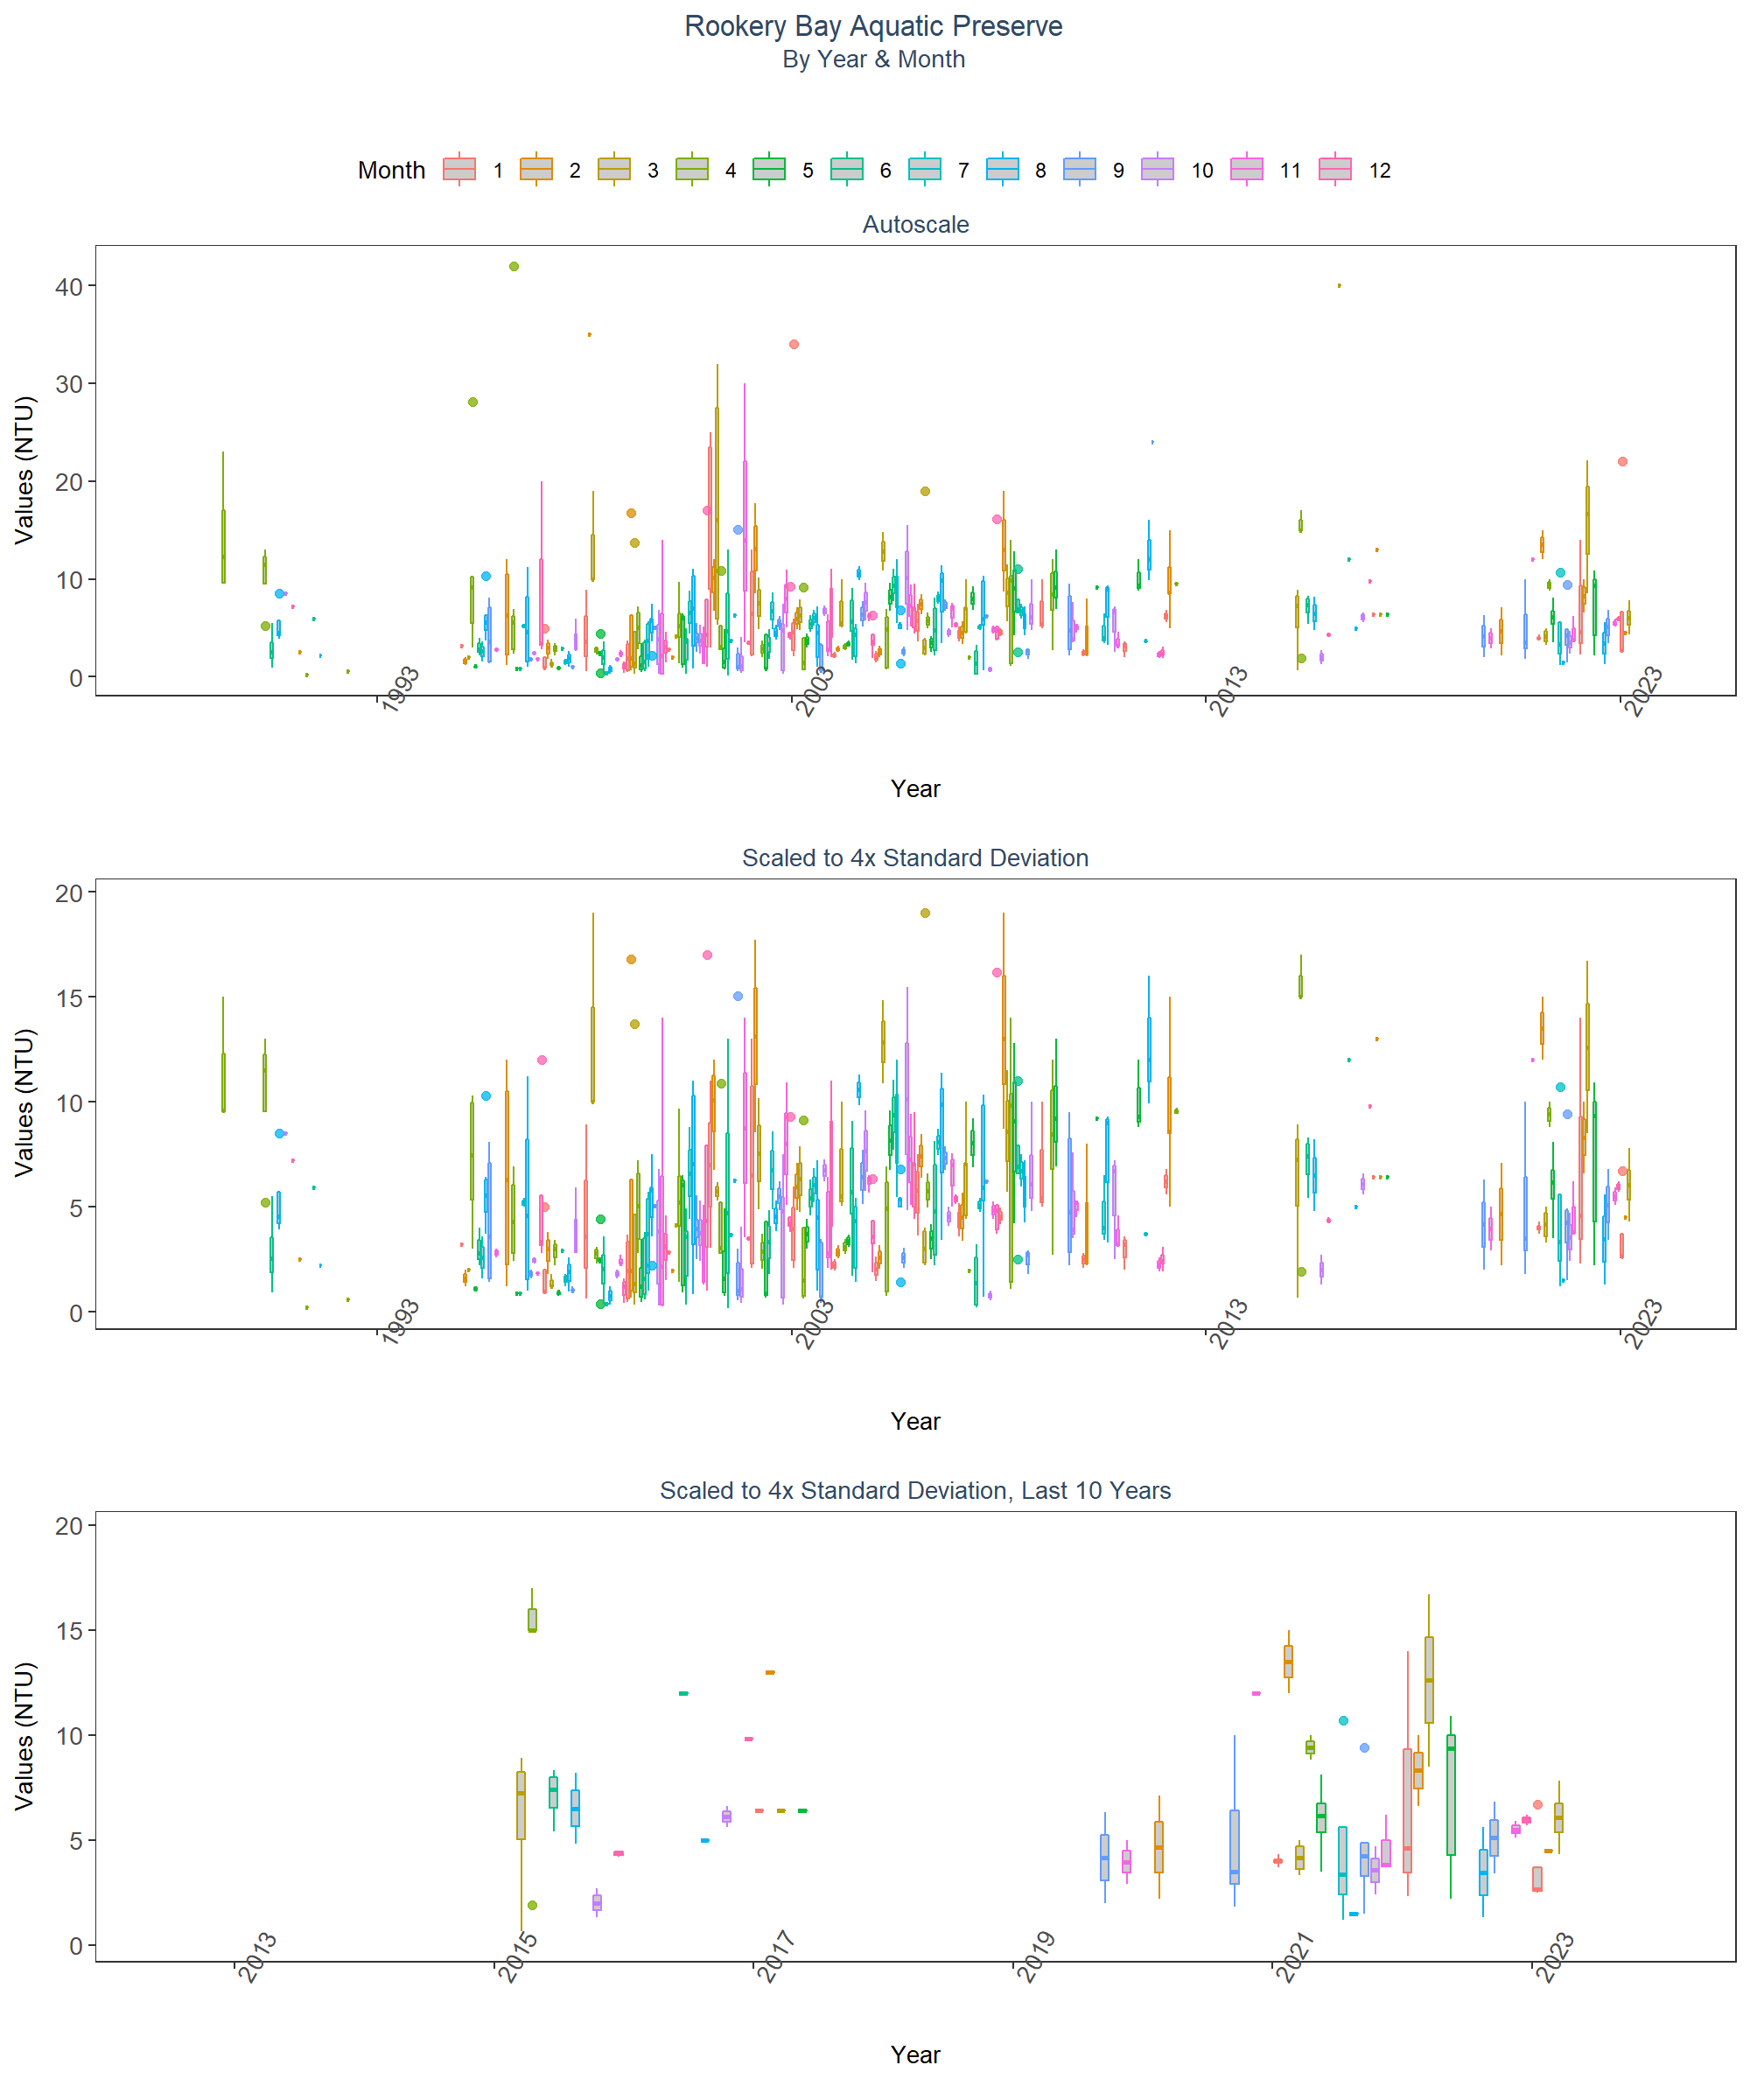 Rookery Bay Aquatic Preserve
By Year & Month
Month 1 2 3 4 5 6 7 8 9 10 11 12
Autoscale
Values (NTU)
40
30
20
10
0
1993 2003 2013 2023
Year
Scaled to 4x Standard Deviation
Values (NTU)
20
15
10
5
0
1993 2003 2013 2023
Year
Scaled to 4x Standard Deviation, Last 10 Years
Values (NTU)
20
15
10
5
0
2013 2015 2017 2019 2021 2023
Year